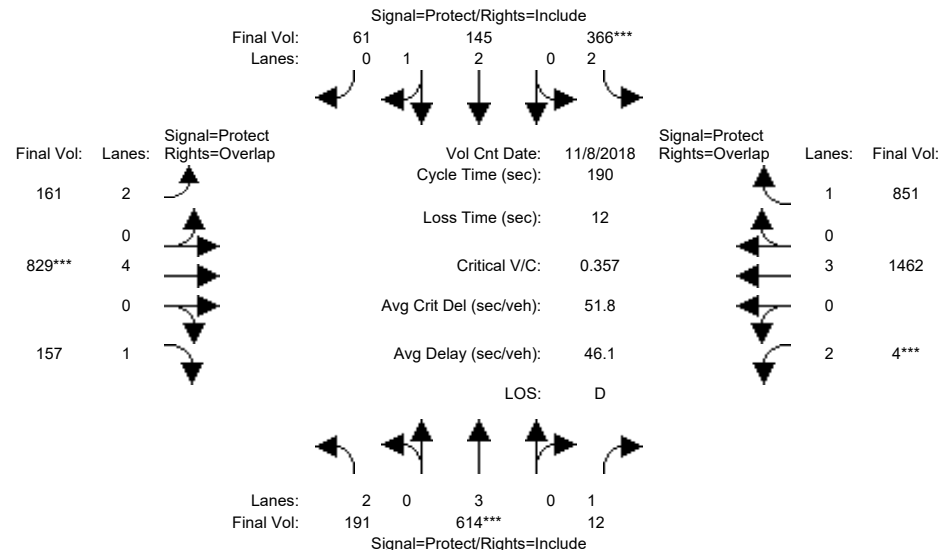 Signal=Protect/Rights=Include
Final Vol: 61 145 366***
Lanes: 0 1 2 0 2
Signal=Protect Signal=Protect
Final Vol: Lanes: Rights=Overlap Vol Cnt Date: 11/8/2018 Rights=Overlap Lanes: Final Vol:
Cycle Time (sec): 190
161 2 1 851
Loss Time (sec): 12
0 0
829*** 4 Critical V/C: 0.357 3 1462
0 Avg Crit Del (sec/veh): 51.8 0
157 1 Avg Delay (sec/veh): 46.1 2 4***
LOS: D
Lanes: 2 0 3 0 1
Final Vol: 191 614*** 12
Signal=Protect/Rights=Include